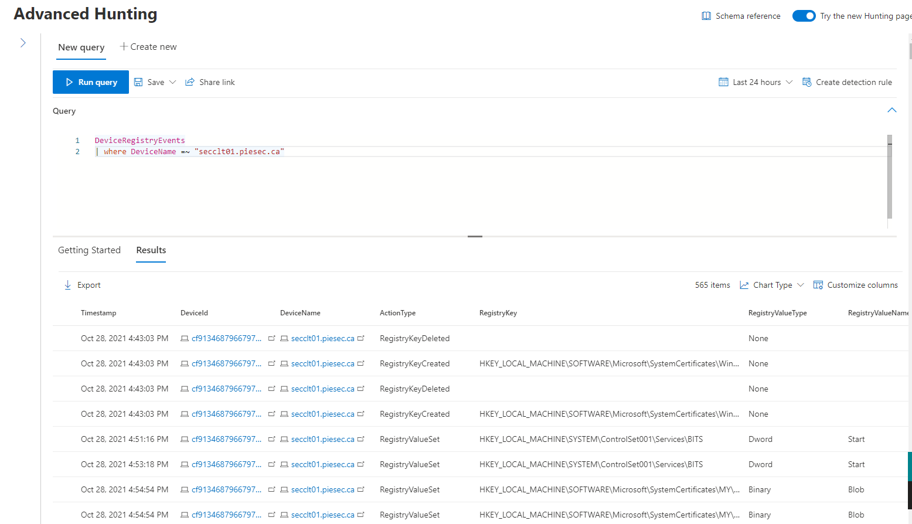 Advanced Hunting
Schema reference Try the new Hunting page
New query + Create new
Run query Save Share link Last 24 hours Create detection rule
Query
1 DeviceRegistryEvents
2 | where DeviceName =~ "secclt01.piesec.ca"
Getting Started Results
Export 565 items Chart Type Customize columns
Timestamp DeviceId DeviceName ActionType RegistryKey RegistryValueType RegistryValueName
Oct 28, 2021 4:43:03 PM cf9134687966797... secclt01.piesec.ca RegistryKeyDeleted None
Oct 28, 2021 4:43:03 PM cf9134687966797... secclt01.piesec.ca RegistryKeyCreated HKEY_LOCAL_MACHINE\SOFTWARE\Microsoft\SystemCertificates\Win... None
Oct 28, 2021 4:43:03 PM cf9134687966797... secclt01.piesec.ca RegistryKeyDeleted None
Oct 28, 2021 4:43:03 PM cf9134687966797... secclt01.piesec.ca RegistryKeyCreated HKEY_LOCAL_MACHINE\SOFTWARE\Microsoft\SystemCertificates\Win... None
Oct 28, 2021 4:51:16 PM cf9134687966797... secclt01.piesec.ca RegistryValueSet HKEY_LOCAL_MACHINE\SYSTEM\ControlSet001\Services\BITS Dword Start
Oct 28, 2021 4:53:18 PM cf9134687966797... secclt01.piesec.ca RegistryValueSet HKEY_LOCAL_MACHINE\SYSTEM\ControlSet001\Services\BITS Dword Start
Oct 28, 2021 4:54:54 PM cf9134687966797... secclt01.piesec.ca RegistryValueSet HKEY_LOCAL_MACHINE\SOFTWARE\Microsoft\SystemCertificates\MY\... Binary Blob
Oct 28, 2021 4:54:54 PM cf9134687966797... secclt01.piesec.ca RegistryValueSet HKEY_LOCAL_MACHINE\SOFTWARE\Microsoft\SystemCertificates\MY\... Binary Blob